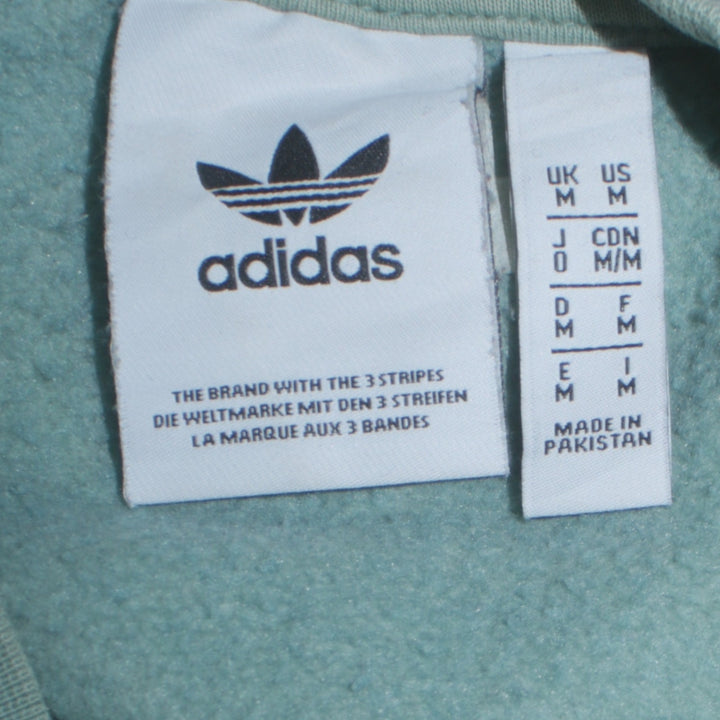 adidas
THE BRAND WITH THE 3 STRIPES
DIE WELTMARKE MIT DEN 3 STREIFEN
LA MARQUE AUX 3 BANDES
UK US
M M
J CDN
O M/M
D F
M M
E I
M M
MADE IN
PAKISTAN